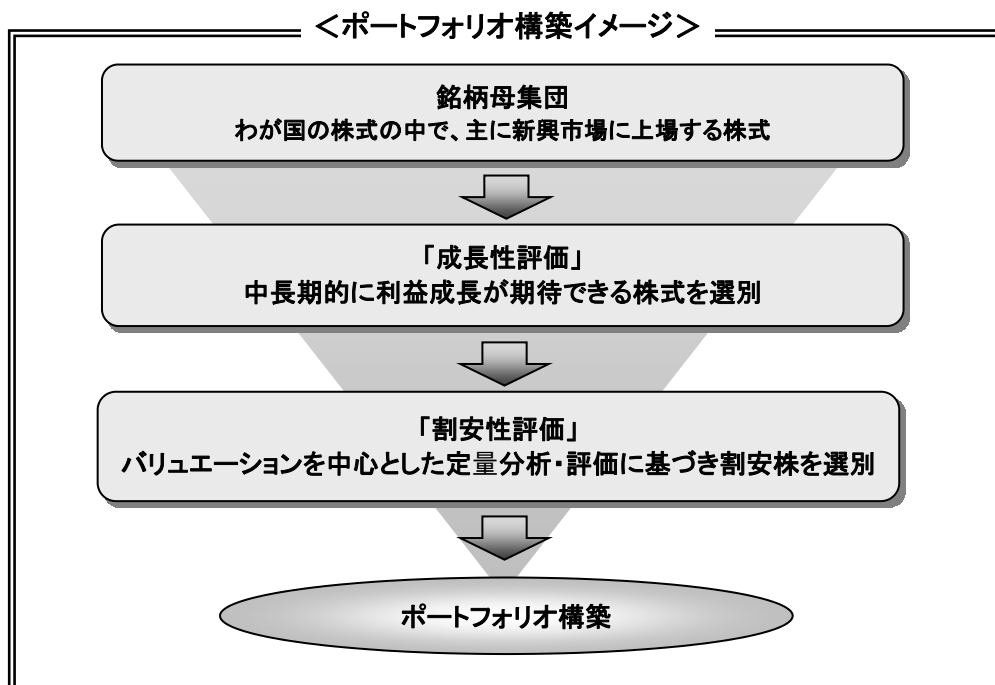 ＜ポートフォリオ構築イメージ＞
銘柄母集団
わが国の株式の中で、主に新興市場に上場する株式
「成長性評価」
中長期的に利益成長が期待できる株式を選別
「割安性評価」
バリュエーションを中心とした定量分析・評価に基づき割安株を選別
ポートフォリオ構築